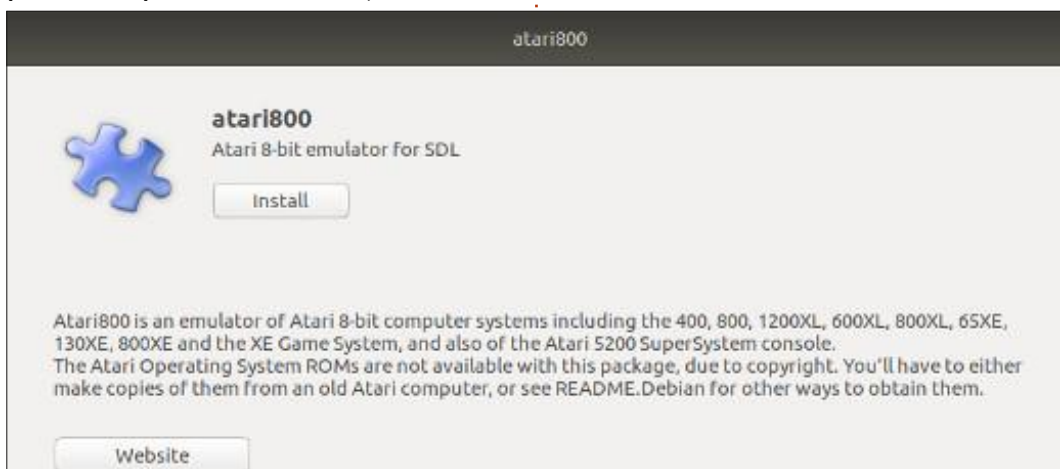 atari800
atari800
Atari 8-bit emulator for SDL
Install
Atari800 is an emulator of Atari 8-bit computer systems including the 400, 800, 1200XL, 600XL, 800XL, 65XE,
130XE, 800XE and the XE Game System, and also of the Atari 5200 SuperSystem console.
The Atari Operating System ROMs are not available with this package, due to copyright. You'll have to either
make copies of them from an old Atari computer, or see README.Debian for other ways to obtain them.
Website